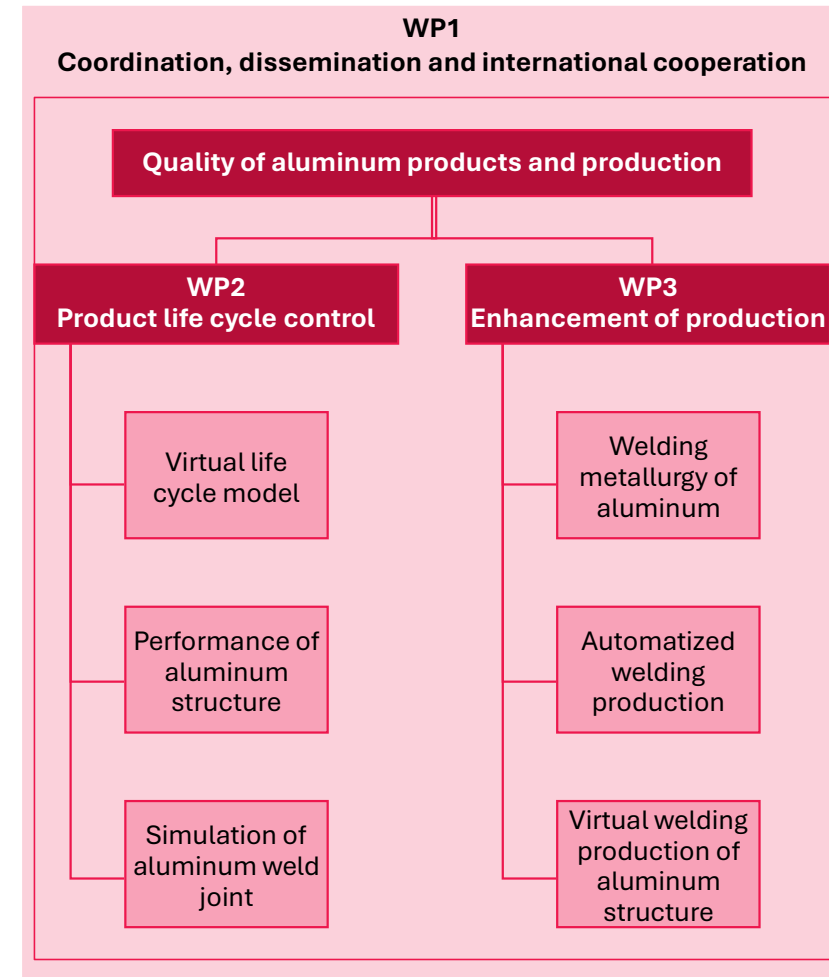 WP1
Coordination, dissemination and international cooperation
Quality of aluminum products and production
WP2
Product life cycle control
WP3
Enhancement of production
Virtual life
cycle model
Performance of
aluminum
structure
Simulation of
aluminum weld
joint
Welding
metallurgy of
aluminum
Automatized
welding
production
Virtual welding
production of
aluminum
structure